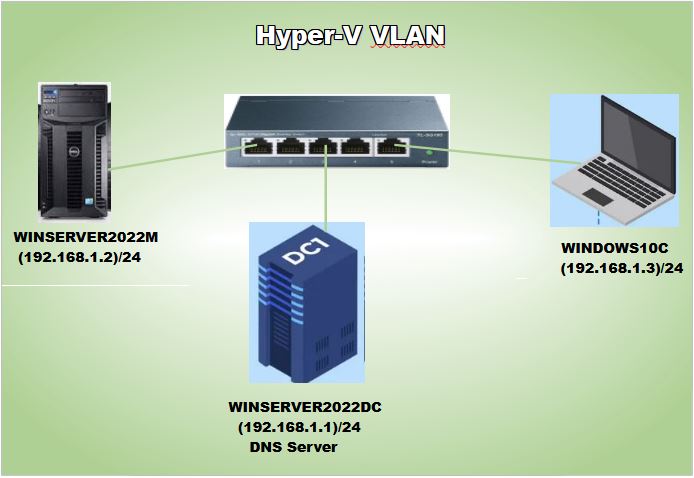 Hyper-V VLAN
WINSERVER2022M
(192.168.1.2)/24
DC1
WINDOWS10C
(192.168.1.3)/24
WINSERVER2022DC
(192.168.1.1)/24
DNS Server